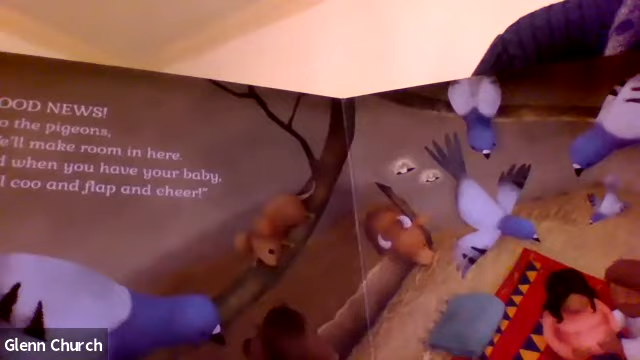 OOD NEWS!
the pigeons,
'll make room in here.
when you have your baby,
coo and flap and cheer!"
Glenn Church